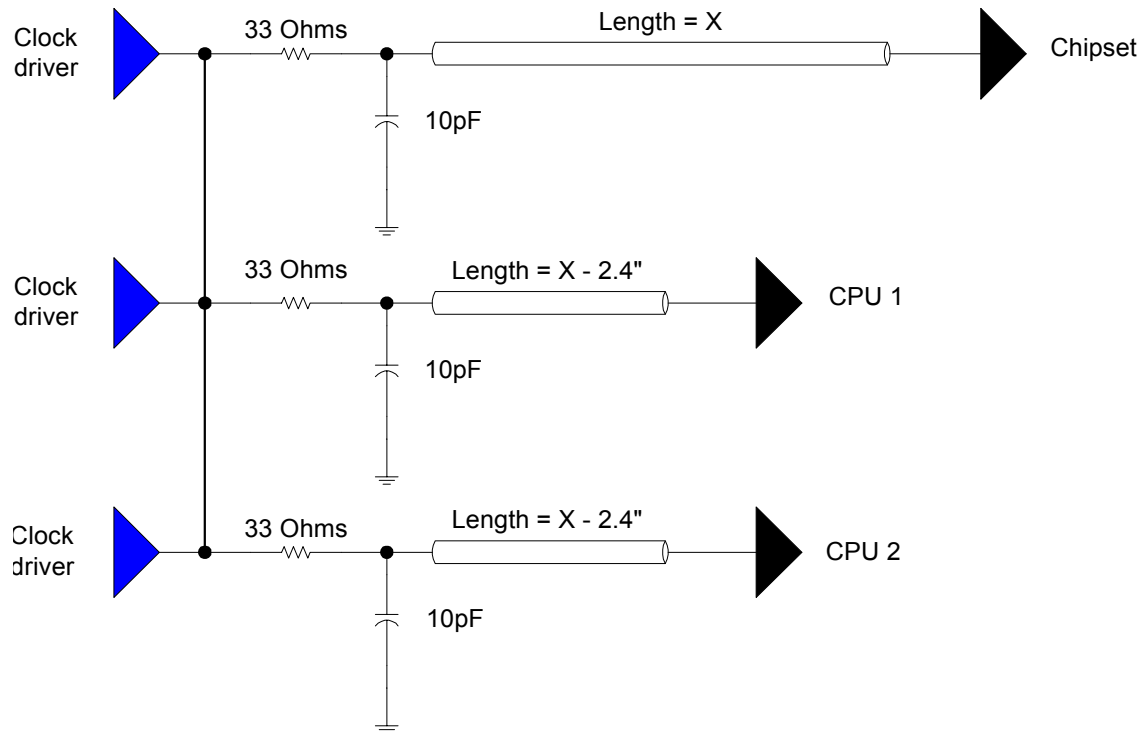 Clock
driver
33 Ohms
Length = X
Chipset
10pF
Clock
driver
33 Ohms
Length = X - 2.4"
CPU 1
10pF
Clock
driver
33 Ohms
Length = X - 2.4"
CPU 2
10pF